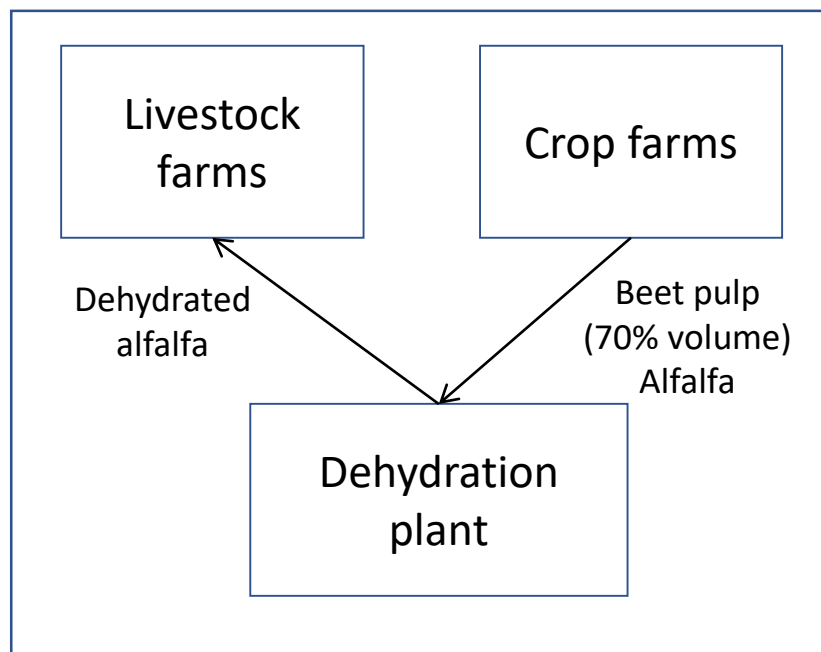 Livestock
farms
Crop farms
Dehydrated
alfalfa
Beet pulp
(70% volume)
Alfalfa
Dehydration
plant